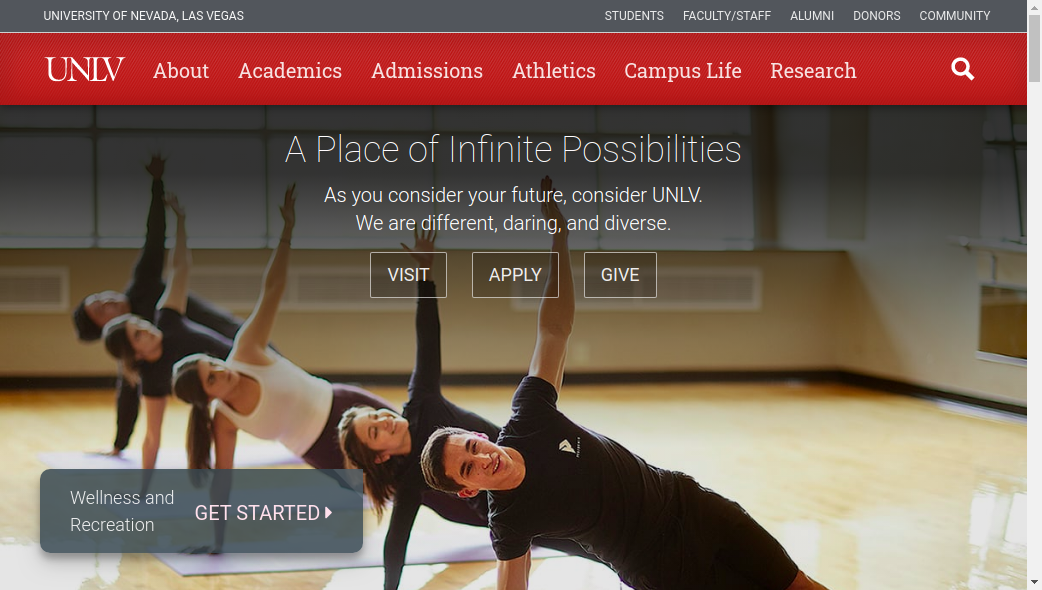 UNIVERSITY OF NEVADA, LAS VEGAS
STUDENTS FACULTY/STAFF ALUMNI DONORS COMMUNITY
UNLV About Academics Admissions Athletics Campus Life Research
A Place of Infinite Possibilities
As you consider your future, consider UNLV.
We are different, daring, and diverse.
VISIT APPLY GIVE
Wellness and
Recreation
GET STARTED